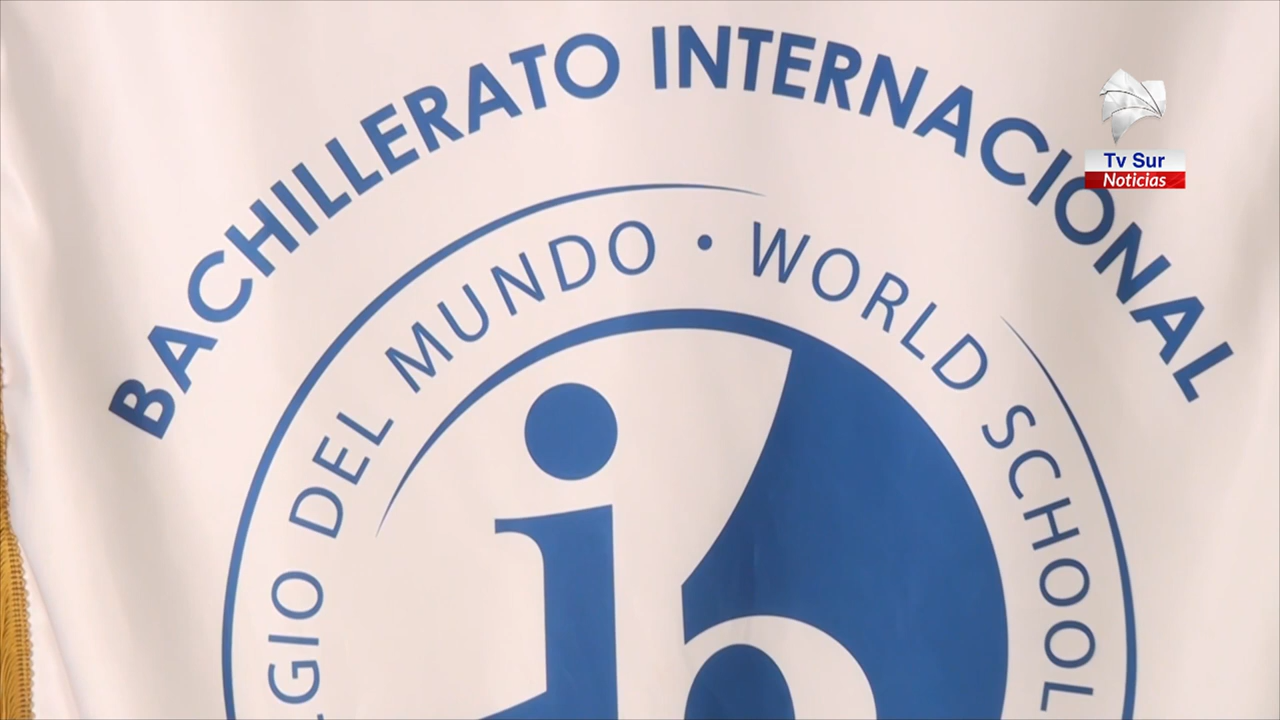 BACHILLERATO INTERNACIONAL
GIO DEL MUNDO • WORLD SCHOOL
ib
Tv Sur
Noticias